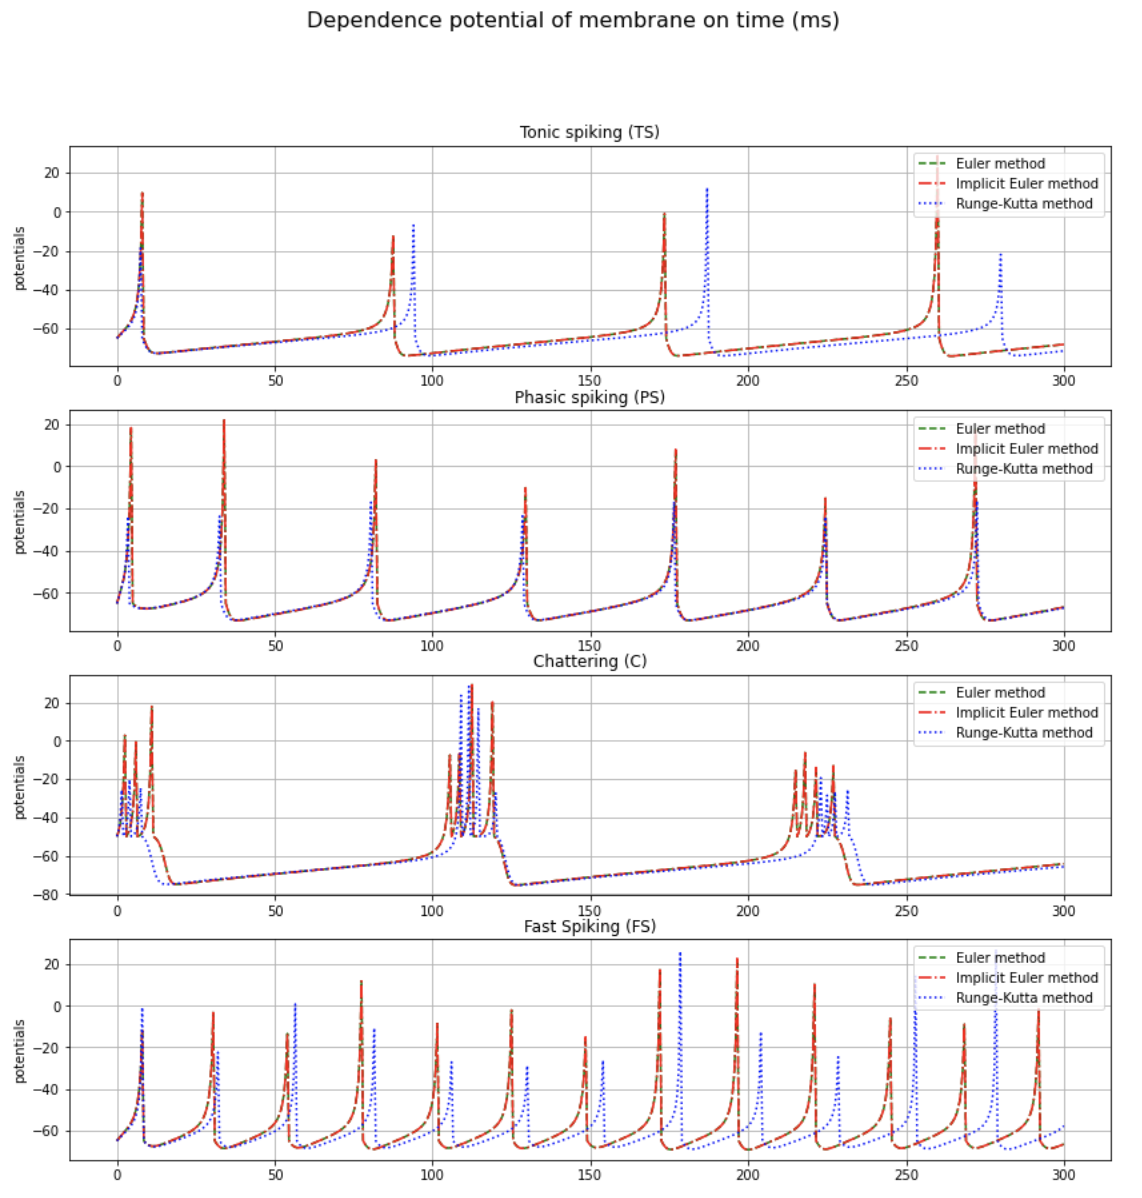 Dependence potential of membrane on time (ms)
Tonic spiking (TS)
20
0
−20
−40
−60
potentials
Euler method
Implicit Euler method
Runge-Kutta method
0 50 100 150 200 250 300
Phasic spiking (PS)
20
0
−20
−40
−60
potentials
Euler method
Implicit Euler method
Runge-Kutta method
0 50 100 150 200 250 300
Chattering (C)
20
0
−20
−40
−60
−80
potentials
Euler method
Implicit Euler method
Runge-Kutta method
0 50 100 150 200 250 300
Fast Spiking (FS)
20
0
−20
−40
−60
potentials
Euler method
Implicit Euler method
Runge-Kutta method
0 50 100 150 200 250 300